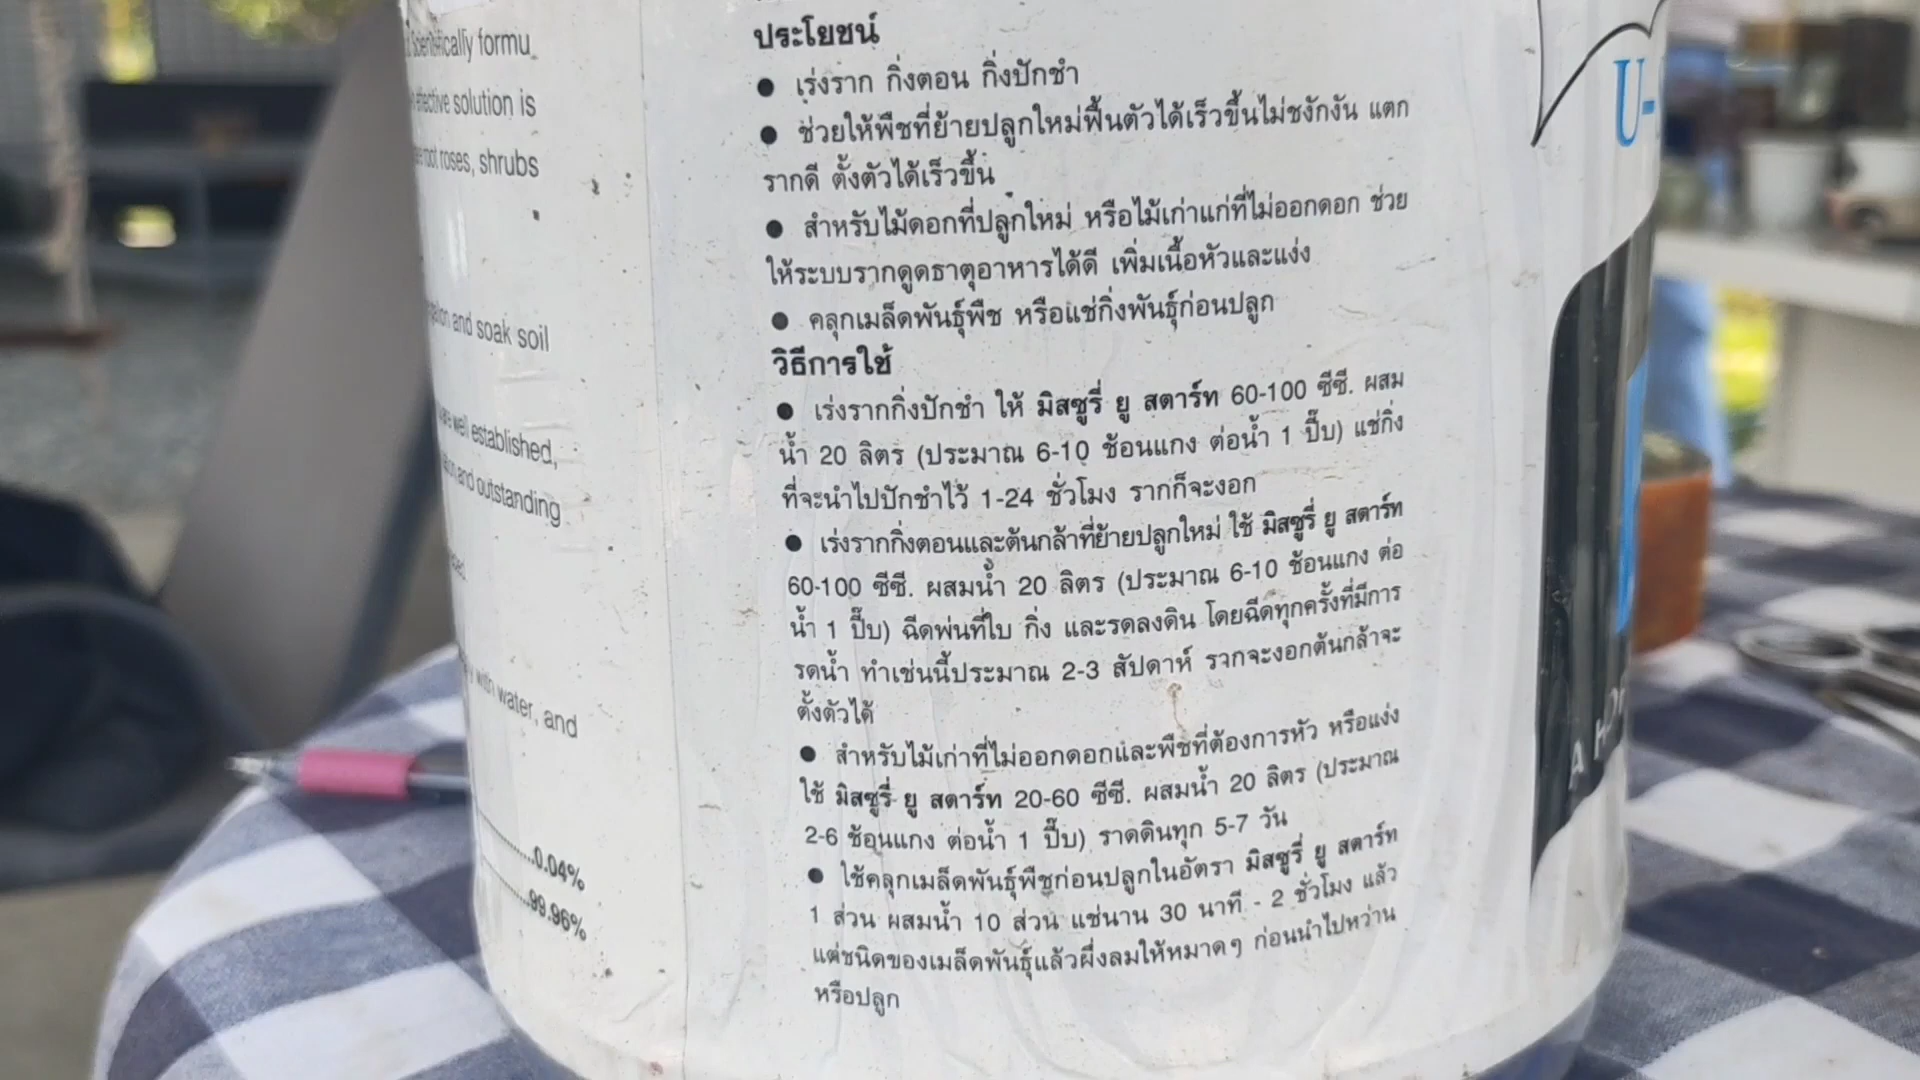 Scientifically formu
effective solution is
root roses, shrubs
and soak soil
well established,
and outstanding
with water, and
0.04%
99.96%
ประโยชน์
● เร่งราก กิ่งตอน กิ่งปักชำ
● ช่วยให้พืชที่ย้ายปลูกใหม่ฟื้นตัวได้เร็วขึ้นไม่ชงักงัน แตก
รากดี ตั้งตัวได้เร็วขึ้น
● สำหรับไม้ดอกที่ปลูกใหม่ หรือไม้เก่าแก่ที่ไม่ออกดอก ช่วย
ให้ระบบรากดูดธาตุอาหารได้ดี เพิ่มเนื้อหัวและแง่ง
● คลุกเมล็ดพันธุ์พืช หรือแช่กิ่งพันธุ์ก่อนปลูก
วิธีการใช้
● เร่งรากกิ่งปักชำ ให้ มิสซูรี่ ยู สตาร์ท 60-100 ซีซี. ผสม
น้ำ 20 ลิตร (ประมาณ 6-10 ช้อนแกง ต่อน้ำ 1 ปี๊บ) แช่กิ่ง
ที่จะนำไปปักชำไว้ 1-24 ชั่วโมง รากก็จะงอก
● เร่งรากกิ่งตอนและต้นกล้าที่ย้ายปลูกใหม่ ใช้ มิสซูรี่ ยู สตาร์ท
60-100 ซีซี. ผสมน้ำ 20 ลิตร (ประมาณ 6-10 ช้อนแกง ต่อ
น้ำ 1 ปี๊บ) ฉีดพ่นที่ใบ กิ่ง และรดลงดิน โดยฉีดทุกครั้งที่มีการ
รดน้ำ ทำเช่นนี้ประมาณ 2-3 สัปดาห์ รากจะงอกต้นกล้าจะ
ตั้งตัวได้
● สำหรับไม้เก่าที่ไม่ออกดอกและพืชที่ต้องการหัว หรือแง่ง
ใช้ มิสซูรี่ ยู สตาร์ท 20-60 ซีซี. ผสมน้ำ 20 ลิตร (ประมาณ
2-6 ช้อนแกง ต่อน้ำ 1 ปี๊บ) ราดดินทุก 5-7 วัน
● ใช้คลุกเมล็ดพันธุ์พืชก่อนปลูกในอัตรา มิสซูรี่ ยู สตาร์ท
1 ส่วน ผสมน้ำ 10 ส่วน แช่นาน 30 นาที - 2 ชั่วโมง แล้ว
แต่ชนิดของเมล็ดพันธุ์แล้วผึ่งลมให้หมาดๆ ก่อนนำไปหว่าน
หรือปลูก
U-
A H